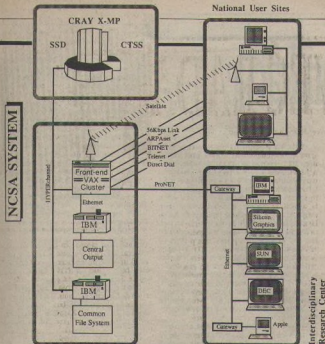 National User Sites
CRAY X-MP
SSD
CTSS
NCSA SYSTEM
Satellite
56Kbps Link
ARPAnet
BITNET
Telenet
Direct Dial
HYPERchannel
Front-end
VAX
Cluster
ProNET
Ethernet
IBM
Central
Output
IBM
Common
File System
Gateway
IBM
Silicon
Graphics
Ethernet
SUN
DEC
Gateway
Apple
Interdisciplinary
Research Center